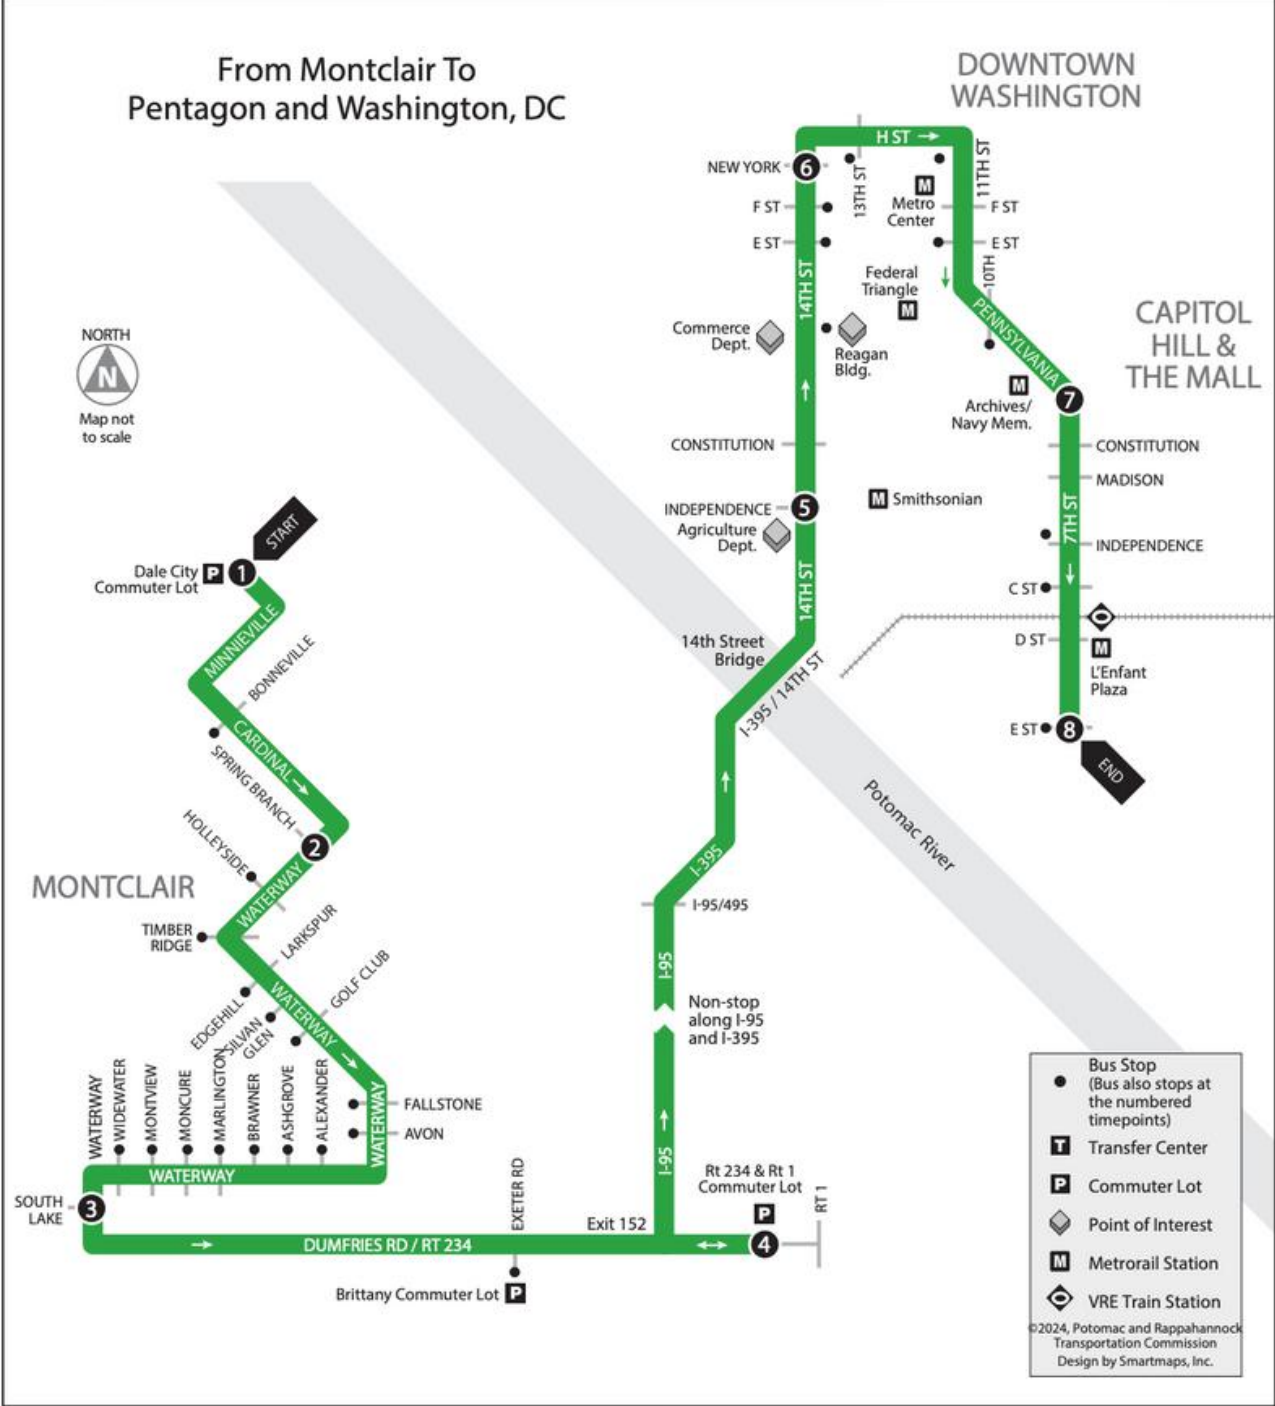 From Montclair To
Pentagon and Washington, DC
DOWNTOWN
WASHINGTON
H ST
NEW YORK
6
13TH ST
11TH ST
M
Metro
Center
F ST
F ST
E ST
E ST
14TH ST
10TH
Federal
Triangle
M
PENNSYLVANIA
Commerce
Dept.
Reagan
Bldg.
CAPITOL
HILL &
THE MALL
NORTH
N
Map not
to scale
M
Archives/
Navy Mem.
7
CONSTITUTION
CONSTITUTION
MADISON
M
Smithsonian
INDEPENDENCE
5
Agriculture
Dept.
7TH ST
INDEPENDENCE
START
Dale City
Commuter Lot
P
1
14TH ST
C ST
MINNIEVILLE
BONNEVILLE
14th Street
Bridge
I-395 / 14TH ST
D ST
M
L'Enfant
Plaza
E ST
8
END
CARDINAL
SPRING BRANCH
2
HOLLEYSIDE
Potomac River
MONTCLAIR
WATERWAY
I-395
I-95/495
TIMBER
RIDGE
LARKSPUR
GOLF CLUB
EDGEHILL
SILVAN
GLEN
WATERWAY
I-95
Non-stop
along I-95
and I-395
WATERWAY
WIDEWATER
MONTVIEW
MONCURE
MARLINGTON
BRAWNER
ASHGROVE
ALEXANDER
FALLSTONE
AVON
WATERWAY
WATERWAY
I-95
SOUTH
LAKE
3
EXETER RD
Exit 152
Rt 234 & Rt 1
Commuter Lot
P
RT 1
DUMFRIES RD / RT 234
4
Brittany Commuter Lot
P
Bus Stop
(Bus also stops at
the numbered
timepoints)
T
Transfer Center
P
Commuter Lot
Point of Interest
M
Metrorail Station
VRE Train Station
©2024, Potomac and Rappahannock
Transportation Commission
Design by Smartmaps, Inc.